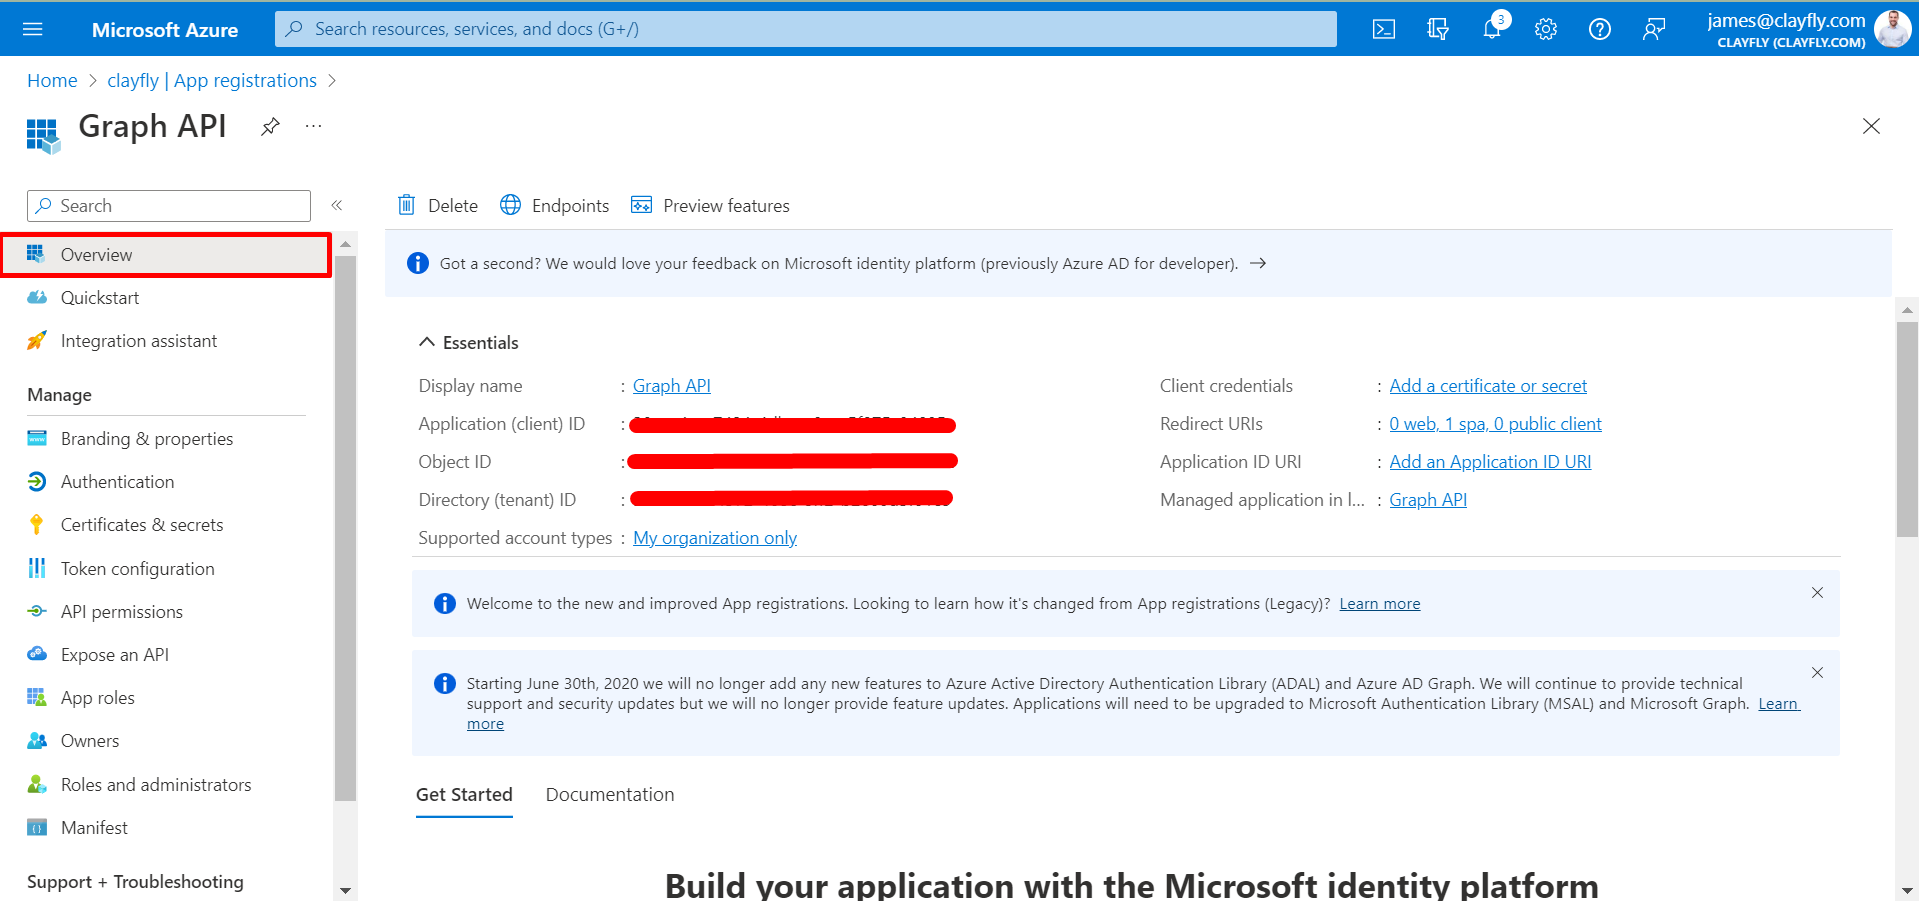 Microsoft Azure
Search resources, services, and docs (G+/)
3
james@clayfly.com
CLAYFLY (CLAYFLY.COM)
Home > clayfly | App registrations >
Graph API
...
Search
«
Delete
Endpoints
Preview features
Overview
Quickstart
Integration assistant
Manage
Branding & properties
Authentication
Certificates & secrets
Token configuration
API permissions
Expose an API
App roles
Owners
Roles and administrators
Manifest
Support + Troubleshooting
Got a second? We would love your feedback on Microsoft identity platform (previously Azure AD for developer). →
Essentials
Display name : Graph API
Application (client) ID :
Object ID :
Directory (tenant) ID :
Supported account types : My organization only
Client credentials : Add a certificate or secret
Redirect URIs : 0 web, 1 spa, 0 public client
Application ID URI : Add an Application ID URI
Managed application in l... : Graph API
Welcome to the new and improved App registrations. Looking to learn how it's changed from App registrations (Legacy)? Learn more
Starting June 30th, 2020 we will no longer add any new features to Azure Active Directory Authentication Library (ADAL) and Azure AD Graph. We will continue to provide technical
support and security updates but we will no longer provide feature updates. Applications will need to be upgraded to Microsoft Authentication Library (MSAL) and Microsoft Graph. Learn
more
Get Started
Documentation
Build your application with the Microsoft identity platform